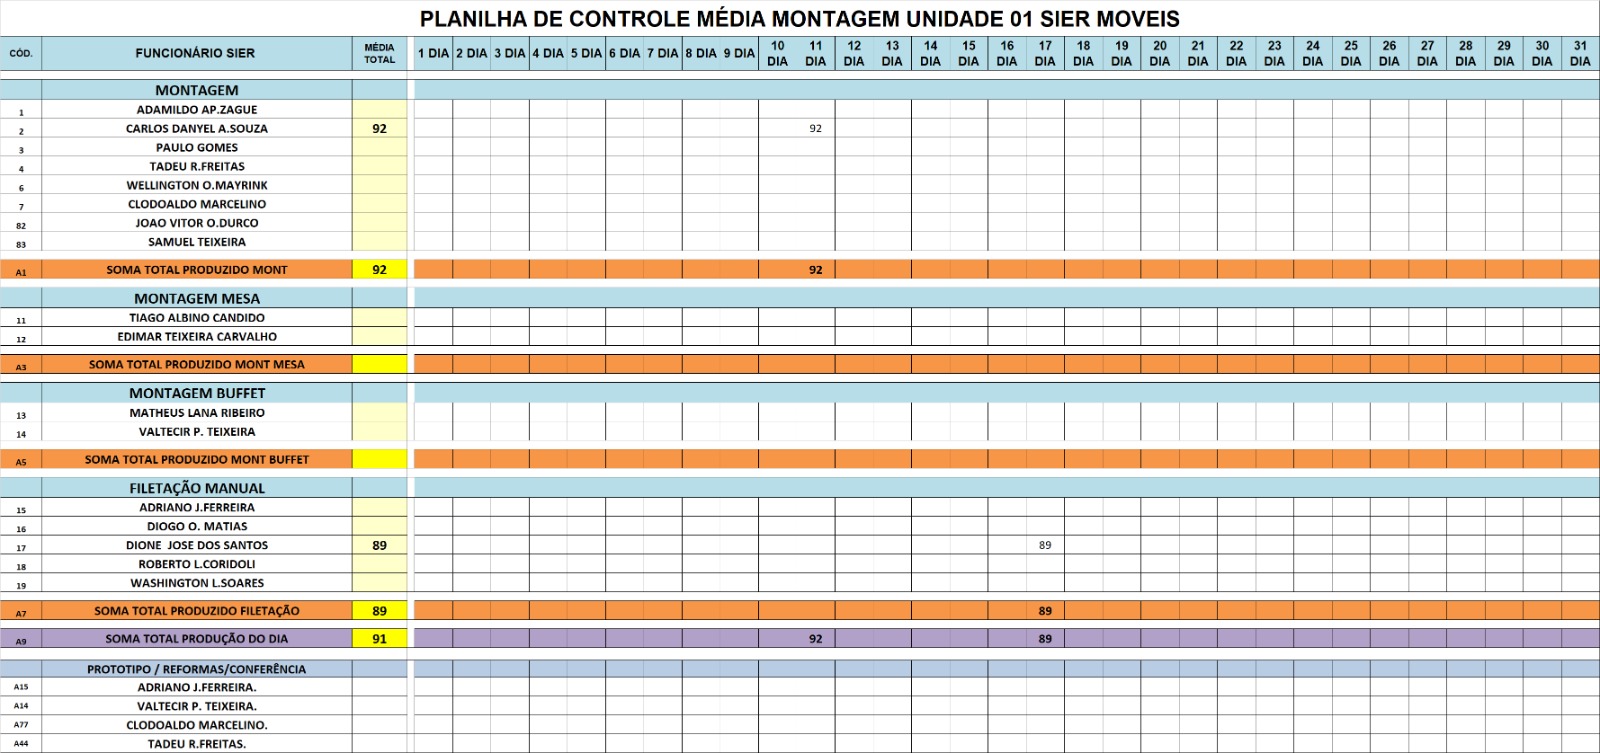 PLANILHA DE CONTROLE MÉDIA MONTAGEM UNIDADE 01 SIER MOVEIS
CÓD. FUNCIONÁRIO SIER MÉDIA TOTAL 1 DIA 2 DIA 3 DIA 4 DIA 5 DIA 6 DIA 7 DIA 8 DIA 9 DIA 10 DIA 11 DIA 12 DIA 13 DIA 14 DIA 15 DIA 16 DIA 17 DIA 18 DIA 19 DIA 20 DIA 21 DIA 22 DIA 23 DIA 24 DIA 25 DIA 26 DIA 27 DIA 28 DIA 29 DIA 30 DIA 31 DIA
MONTAGEM
1 ADAMILDO AP.ZAGUE
2 CARLOS DANYEL A.SOUZA 92 92
3 PAULO GOMES
4 TADEU R.FREITAS
6 WELLINGTON O.MAYRINK
7 CLODOALDO MARCELINO
82 JOAO VITOR O.DURCO
83 SAMUEL TEIXEIRA
A1 SOMA TOTAL PRODUZIDO MONT 92 92
MONTAGEM MESA
11 TIAGO ALBINO CANDIDO
12 EDIMAR TEIXEIRA CARVALHO
A3 SOMA TOTAL PRODUZIDO MONT MESA
MONTAGEM BUFFET
13 MATHEUS LANA RIBEIRO
14 VALTECIR P. TEIXEIRA
A5 SOMA TOTAL PRODUZIDO MONT BUFFET
FILETAÇÃO MANUAL
15 ADRIANO J.FERREIRA
16 DIOGO O. MATIAS
17 DIONE JOSE DOS SANTOS 89 89
18 ROBERTO L.CORIDOLI
19 WASHINGTON L.SOARES
A7 SOMA TOTAL PRODUZIDO FILETAÇÃO 89 89
A9 SOMA TOTAL PRODUÇÃO DO DIA 91 92 89
PROTOTIPO / REFORMAS/CONFERÊNCIA
A15 ADRIANO J.FERREIRA.
A14 VALTECIR P. TEIXEIRA.
A77 CLODOALDO MARCELINO.
A44 TADEU R.FREITAS.